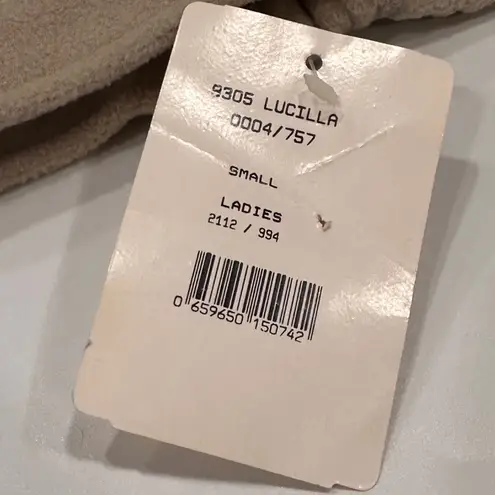 9305 LUCILLA
0004/757
SMALL
LADIES
2112 / 994
0 659650 150742